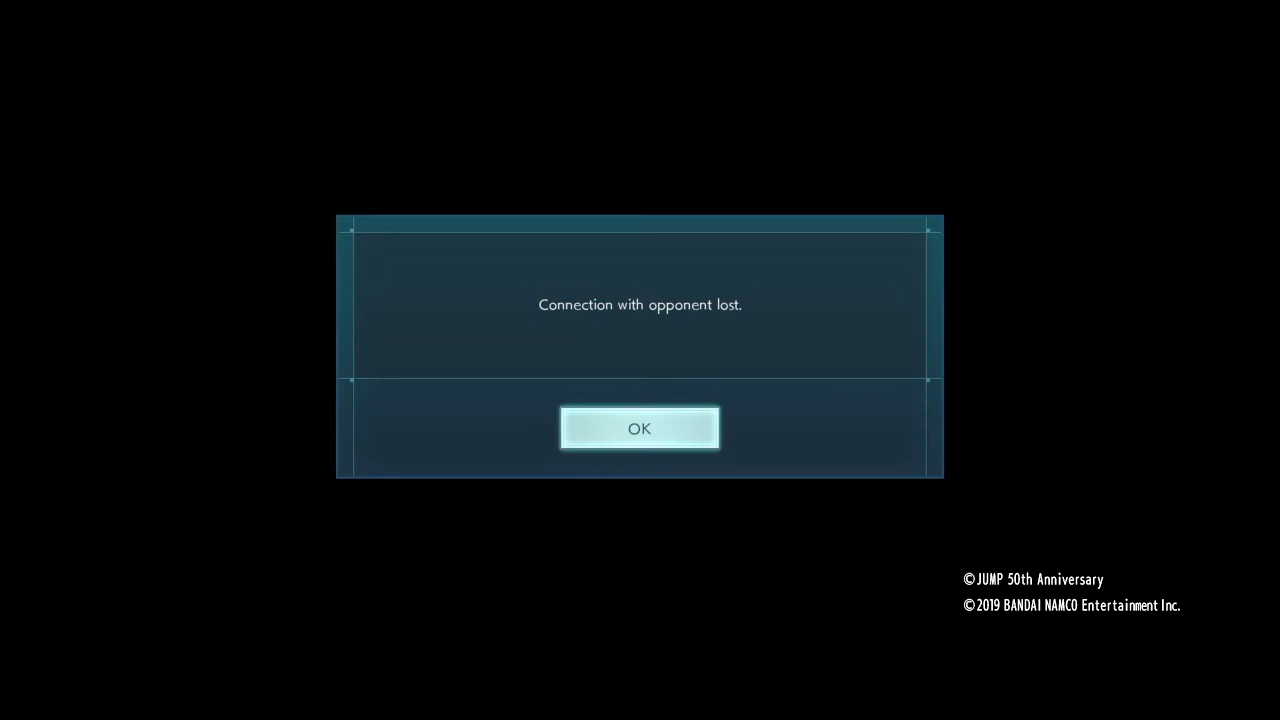 Connection with opponent lost.
OK
©JUMP 50th Anniversary
©2019 BANDAI NAMCO Entertainment Inc.